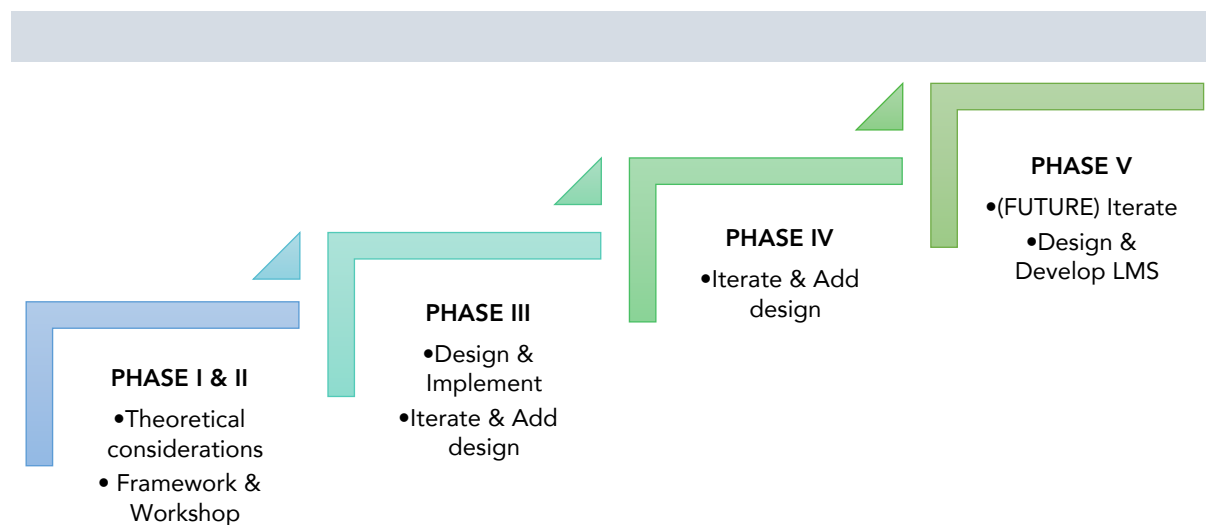 PHASE I & II
•Theoretical
considerations
• Framework &
Workshop
PHASE III
•Design &
Implement
•Iterate & Add
design
PHASE IV
•Iterate & Add
design
PHASE V
•(FUTURE) Iterate
•Design &
Develop LMS